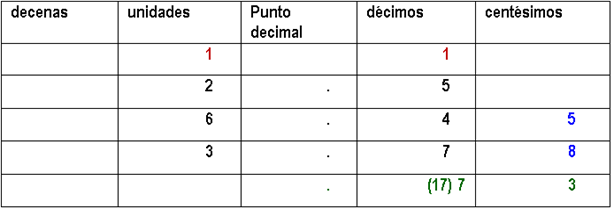 decenas unidades Punto decimal décimos centésimos
1 1
2 . 5
6 . 4 5
3 . 7 8
. (17) 7 3